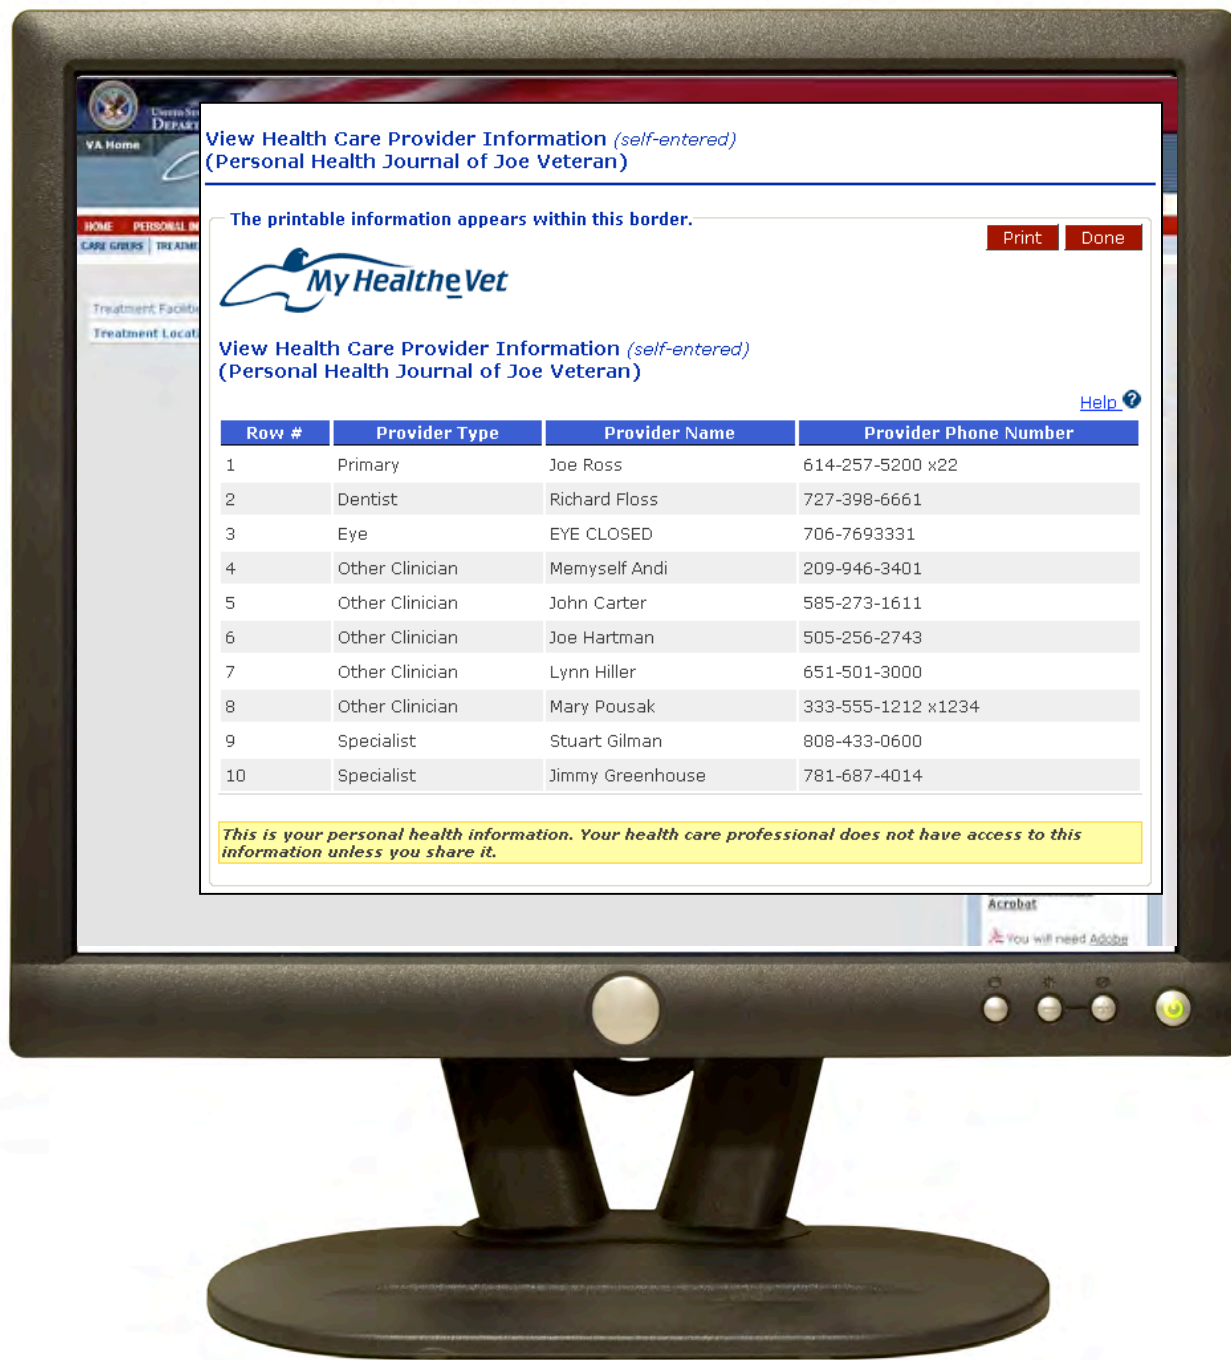 VA Home
View Health Care Provider Information (self-entered)
(Personal Health Journal of Joe Veteran)
HOME PERSONAL IN
CARE GIVERS TREATME
The printable information appears within this border.
Print Done
My HealtheVet
Treatment Facilitie
Treatment Locati
View Health Care Provider Information (self-entered)
(Personal Health Journal of Joe Veteran)
Help
Row # Provider Type Provider Name Provider Phone Number
1 Primary Joe Ross 614-257-5200 x22
2 Dentist Richard Floss 727-398-6661
3 Eye EYE CLOSED 706-7693331
4 Other Clinician Memyself Andi 209-946-3401
5 Other Clinician John Carter 585-273-1611
6 Other Clinician Joe Hartman 505-256-2743
7 Other Clinician Lynn Hiller 651-501-3000
8 Other Clinician Mary Pousak 333-555-1212 x1234
9 Specialist Stuart Gilman 808-433-0600
10 Specialist Jimmy Greenhouse 781-687-4014
This is your personal health information. Your health care professional does not have access to this
information unless you share it.
Acrobat
You will need Adobe